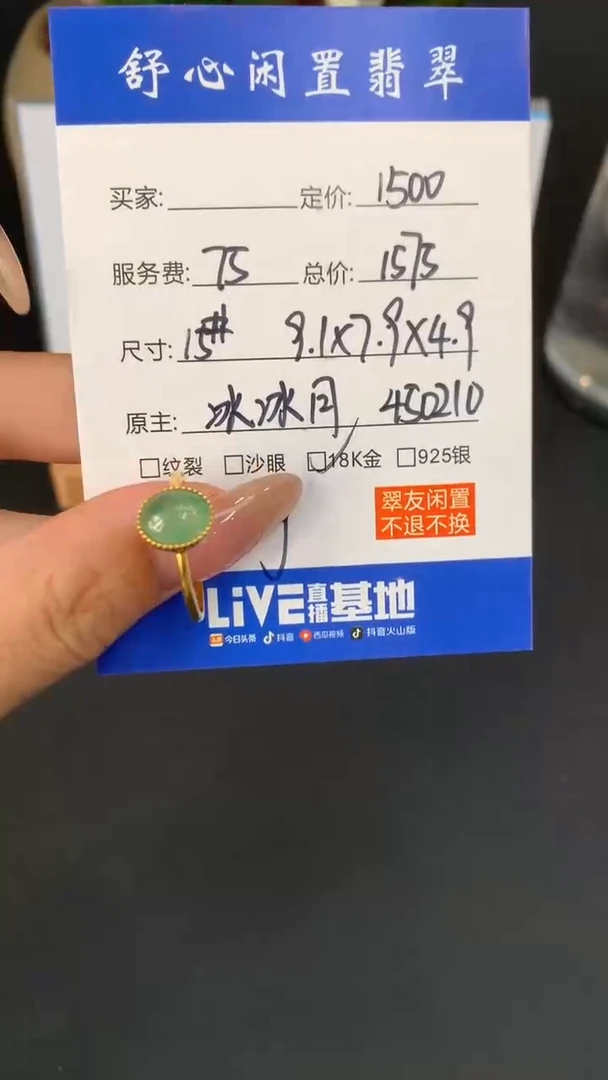 舒心闲置翡翠
买家: 定价: 1500
服务费: 75 总价: 1575
尺寸: 15# 9.1X7.9X4.9
原主: 冰冰月 450210
纹裂 沙眼 18K金 925银
翠友闲置
不退不换
LiVE直播基地
今日头条 抖音 西瓜视频 抖音火山版